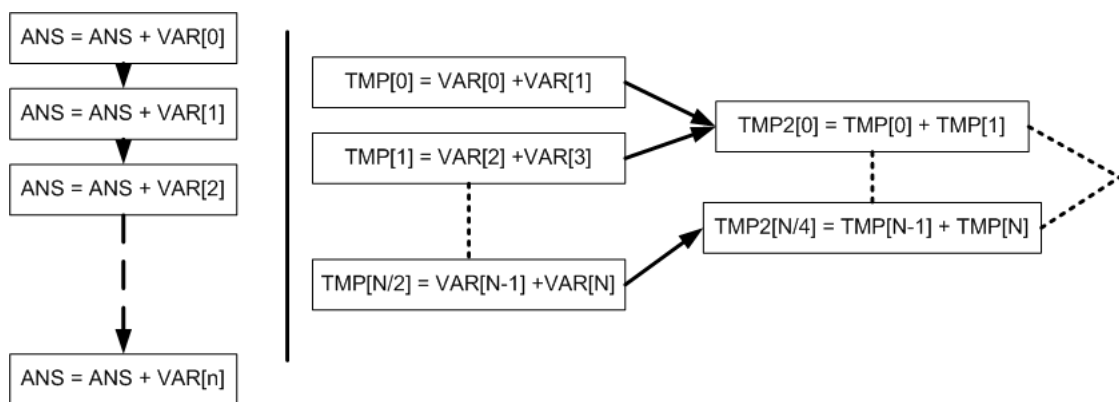 ANS = ANS + VAR[0]
ANS = ANS + VAR[1]
ANS = ANS + VAR[2]
ANS = ANS + VAR[n]
TMP[0] = VAR[0] +VAR[1]
TMP[1] = VAR[2] +VAR[3]
TMP[N/2] = VAR[N-1] +VAR[N]
TMP2[0] = TMP[0] + TMP[1]
TMP2[N/4] = TMP[N-1] + TMP[N]